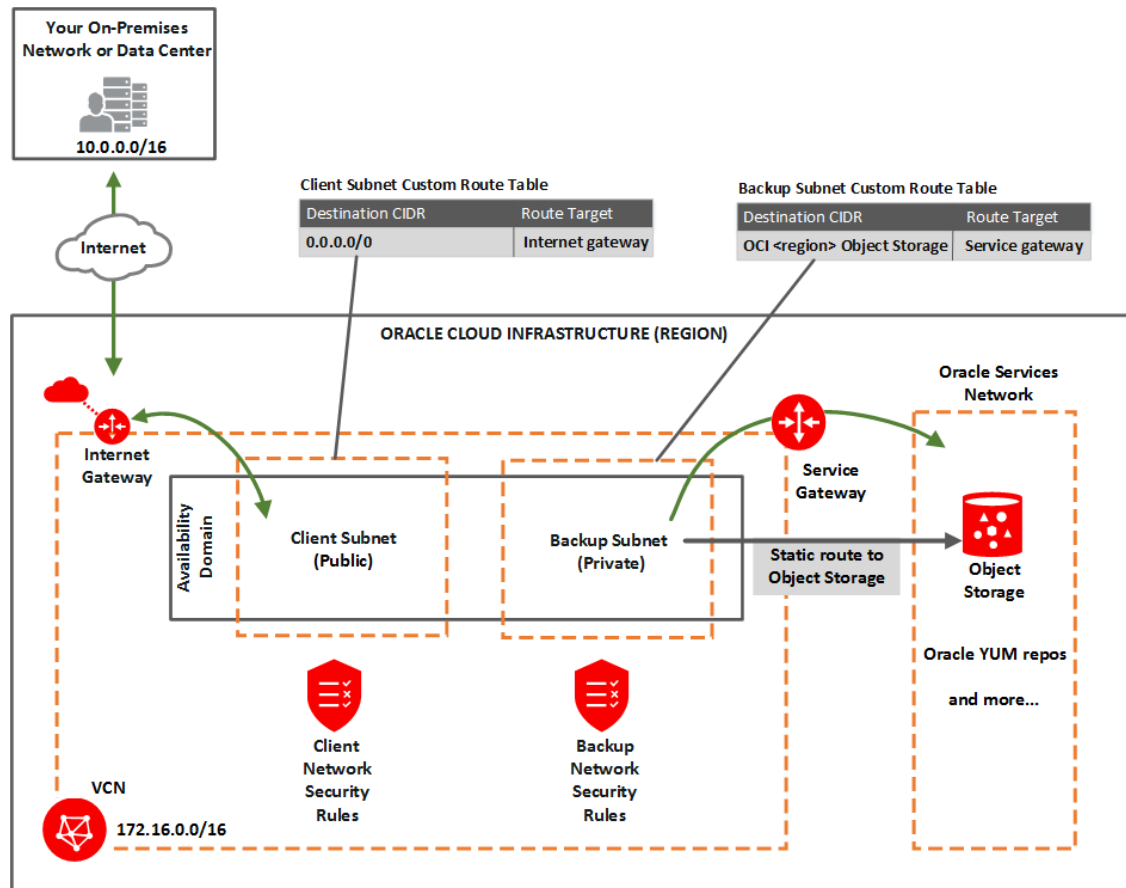 Your On-Premises
Network or Data Center
10.0.0.0/16
Internet
Client Subnet Custom Route Table
Destination CIDR Route Target
0.0.0.0/0 Internet gateway
Backup Subnet Custom Route Table
Destination CIDR Route Target
OCI <region> Object Storage Service gateway
ORACLE CLOUD INFRASTRUCTURE (REGION)
Oracle Services
Network
Internet
Gateway
Service
Gateway
Availability
Domain
Client Subnet
(Public)
Backup Subnet
(Private)
Static route to
Object Storage
Object
Storage
Oracle YUM repos
and more...
Client
Network
Security
Rules
Backup
Network
Security
Rules
VCN
172.16.0.0/16